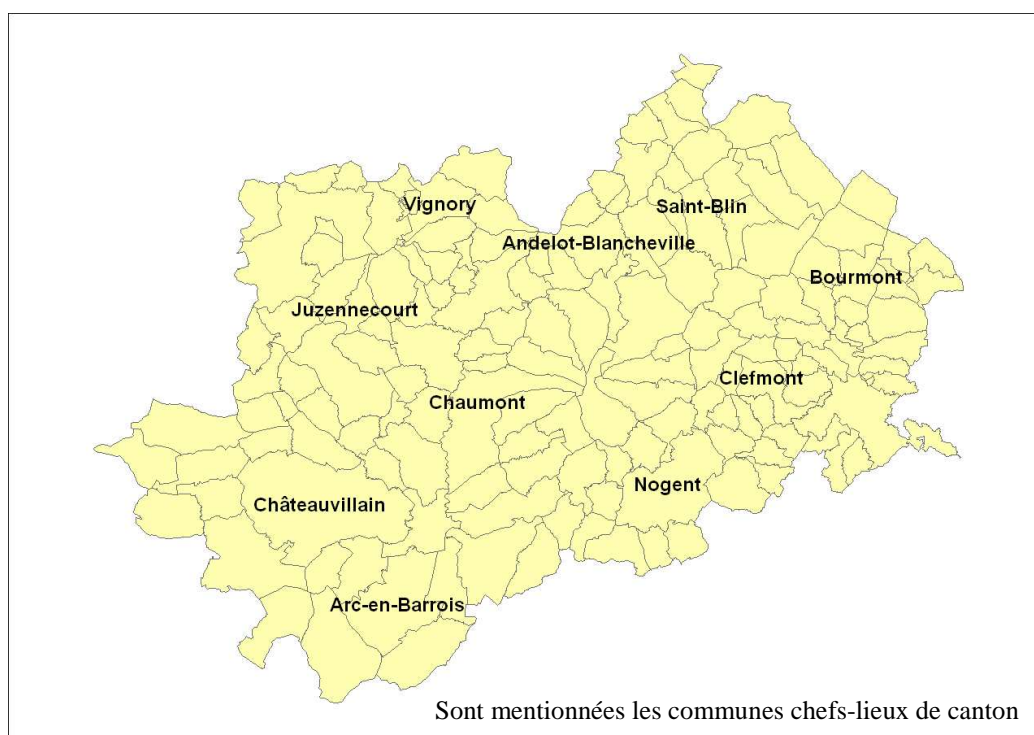 Saint-Blin
Vignory
Andelot-Blancheville
Bourmont
Juzennecourt
Clefmont
Chaumont
Nogent
Châteauvillain
Arc-en-Barrois
Sont mentionnées les communes chefs-lieux de canton